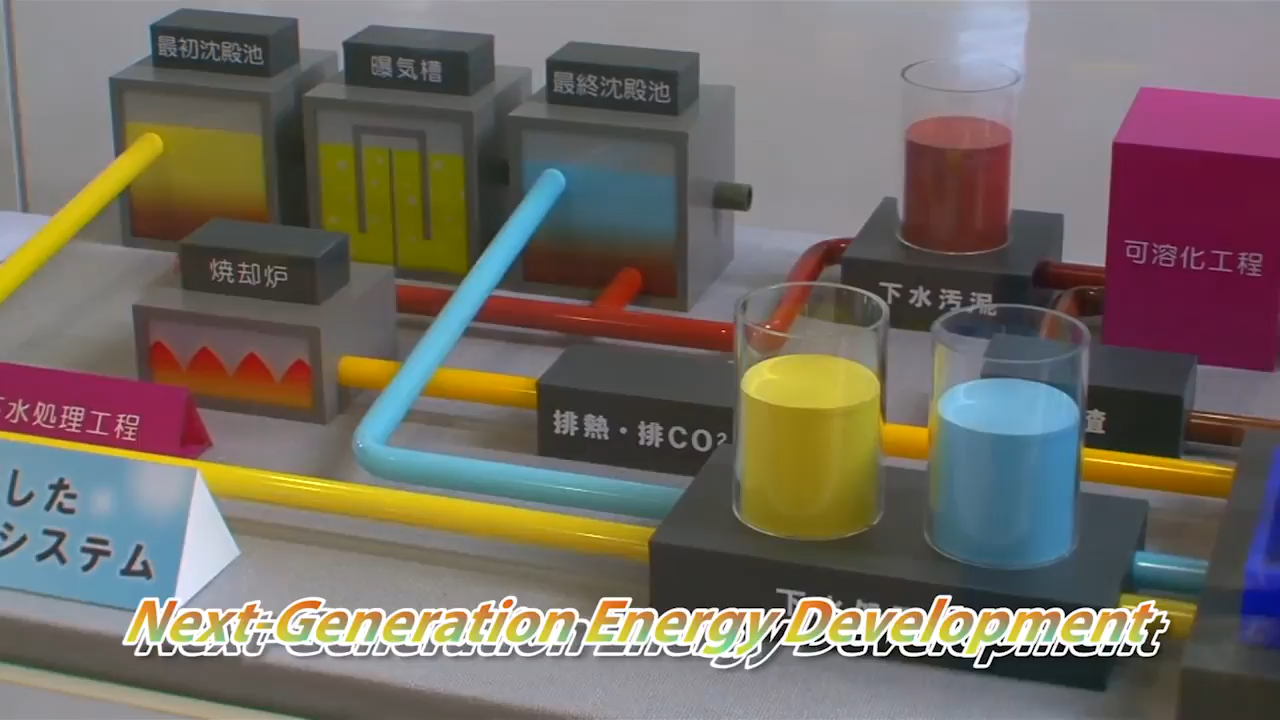 最初沈殿池
曝気槽
最終沈殿池
可溶化工程
焼却炉
下水汚泥
排熱・排CO²
水処理工程
した
システム
Next-Generation Energy Development